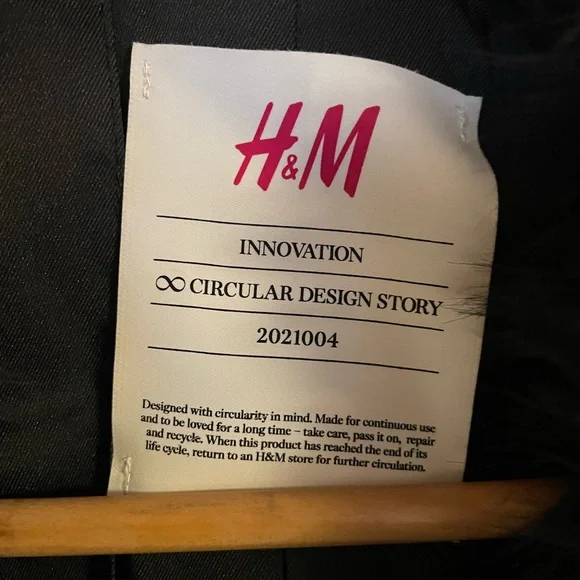 H&M
INNOVATION
∞ CIRCULAR DESIGN STORY
2021004
Designed with circularity in mind. Made for continuous use
and to be loved for a long time – take care, pass it on, repair
and recycle. When this product has reached the end of its
life cycle, return to an H&M store for further circulation.